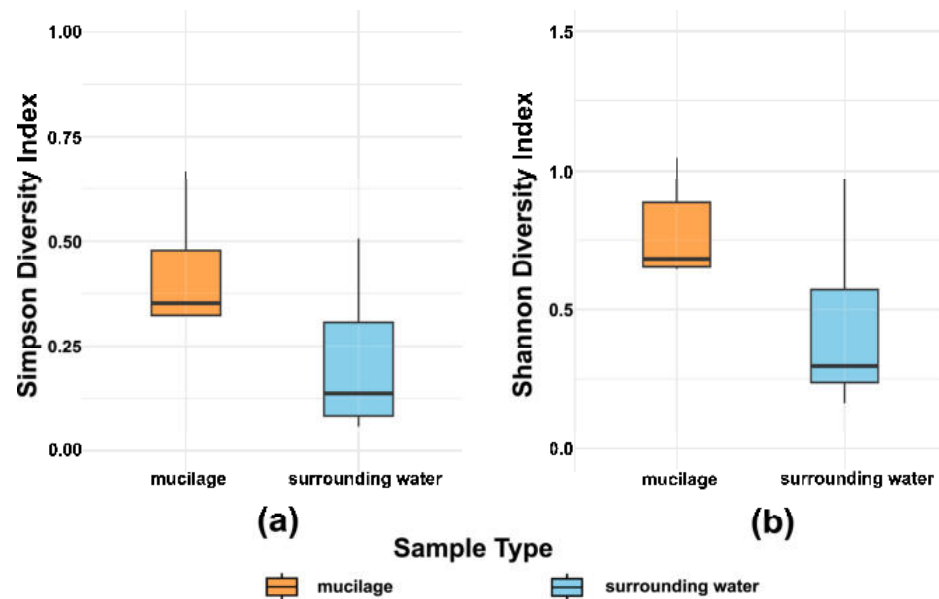 Simpson Diversity Index
1.00
0.75
0.50
0.25
0.00
mucilage surrounding water
(a)
Shannon Diversity Index
1.5
1.0
0.5
0.0
mucilage surrounding water
(b)
Sample Type
mucilage surrounding water